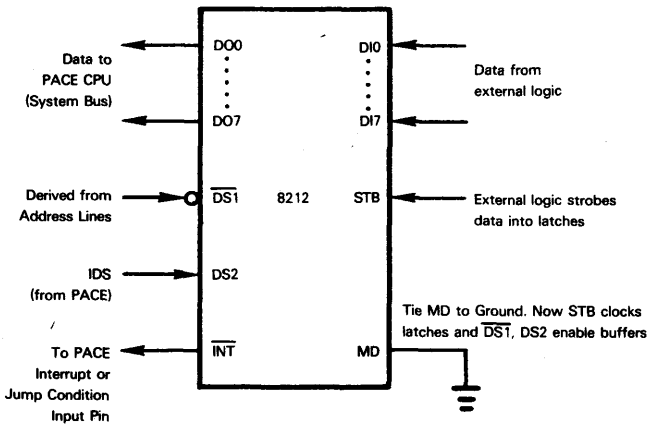 Data to
PACE CPU
(System Bus)
DO0
DO7
DI0
DI7
Data from
external logic
Derived from
Address Lines
DS1
8212
STB
External logic strobes
data into latches
IDS
(from PACE)
DS2
Tie MD to Ground. Now STB clocks
latches and DS1, DS2 enable buffers
To PACE
Interrupt or
Jump Condition
Input Pin
INT
MD